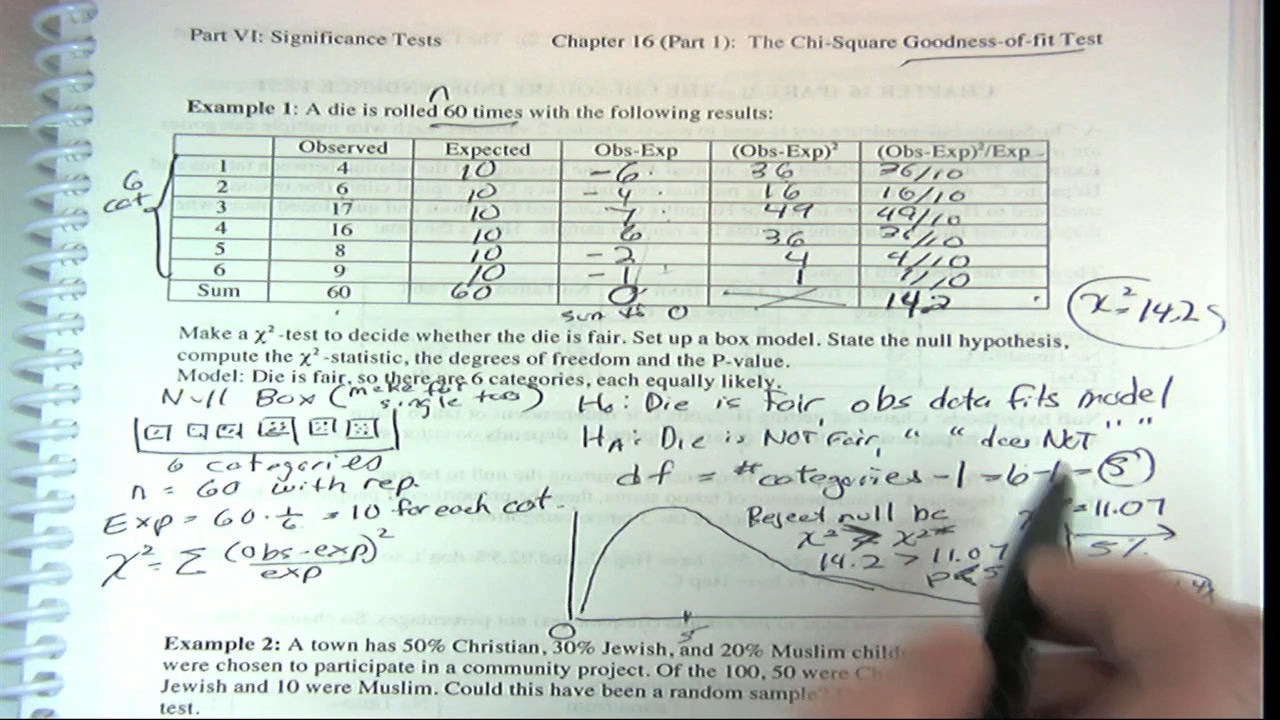 Part VI: Significance Tests Chapter 16 (Part 1): The Chi-Square Goodness-of-fit Test
n
Example 1: A die is rolled 60 times with the following results:
Observed Expected Obs-Exp (Obs-Exp)² (Obs-Exp)²/Exp
1 4 10 -6 36 36/10
2 6 10 -4 16 16/10
3 17 10 7 49 49/10
4 16 10 6 36 36/10
5 8 10 -2 4 4/10
6 9 10 -1 1 1/10
Sum 60 60 0 14.2
6 cat
sum is 0
χ² = 14.2
Make a χ²-test to decide whether the die is fair. Set up a box model. State the null hypothesis,
compute the χ²-statistic, the degrees of freedom and the P-value.
Model: Die is fair, so there are 6 categories, each equally likely.
Null Box (make for single toss)
6 categories
n = 60 with rep.
Exp = 60 · 1/6 = 10 for each cat.
χ² = Σ (obs-exp)²/exp
H₀: Die is fair, obs data fits model
H_A: Die is NOT fair, " " does NOT " "
df = # categories - 1 = 6-1 = 5
Reject null bc
χ² > χ²*
14.2 > 11.07
= 11.07
5%
0 5
Example 2: A town has 50% Christian, 30% Jewish, and 20% Muslim
were chosen to participate in a community project. Of the 100, 50 were
Jewish and 10 were Muslim. Could this have been a random sample?
test.